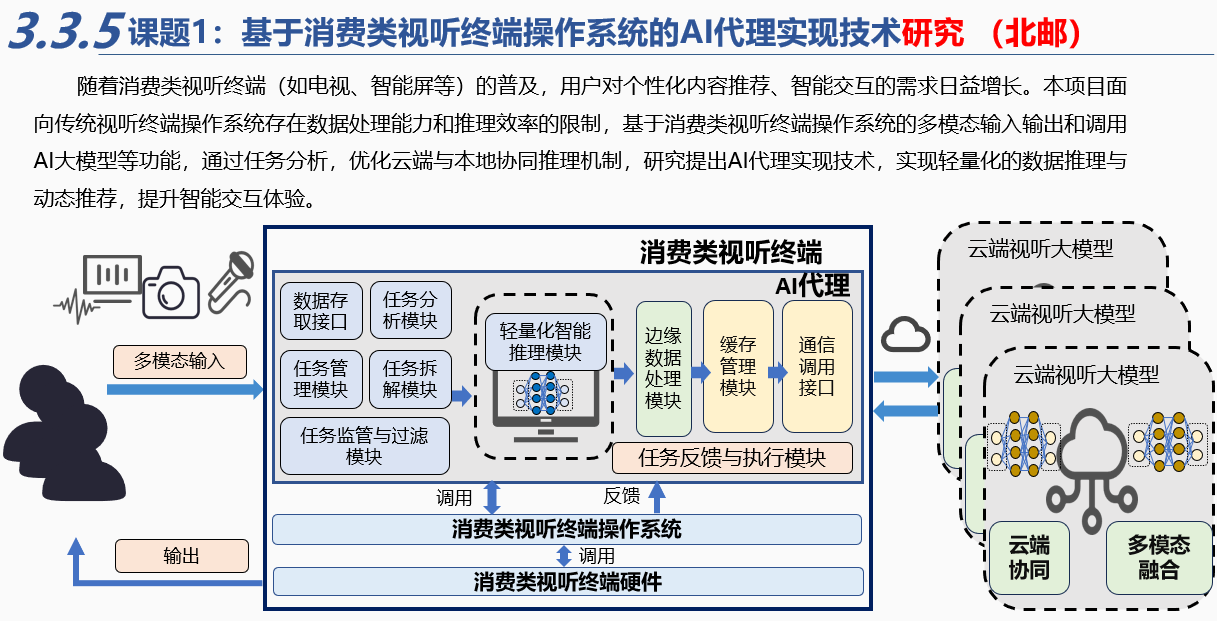 3.3.5 课题1：基于消费类视听终端操作系统的AI代理实现技术研究 （北邮）
随着消费类视听终端（如电视、智能屏等）的普及，用户对个性化内容推荐、智能交互的需求日益增长。本项目面
向传统视听终端操作系统存在数据处理能力和推理效率的限制，基于消费类视听终端操作系统的多模态输入输出和调用
AI大模型等功能，通过任务分析，优化云端与本地协同推理机制，研究提出AI代理实现技术，实现轻量化的数据推理与
动态推荐，提升智能交互体验。
多模态输入
输出
消费类视听终端
AI代理
数据存
取接口
任务分
析模块
任务管
理模块
任务拆
解模块
任务监管与过滤
模块
轻量化智能
推理模块
边缘
数据
处理
模块
缓存
管理
模块
通信
调用
接口
任务反馈与执行模块
调用
反馈
消费类视听终端操作系统
调用
消费类视听终端硬件
云端视听大模型
云端视听大模型
云端视听大模型
云端
协同
多模态
融合